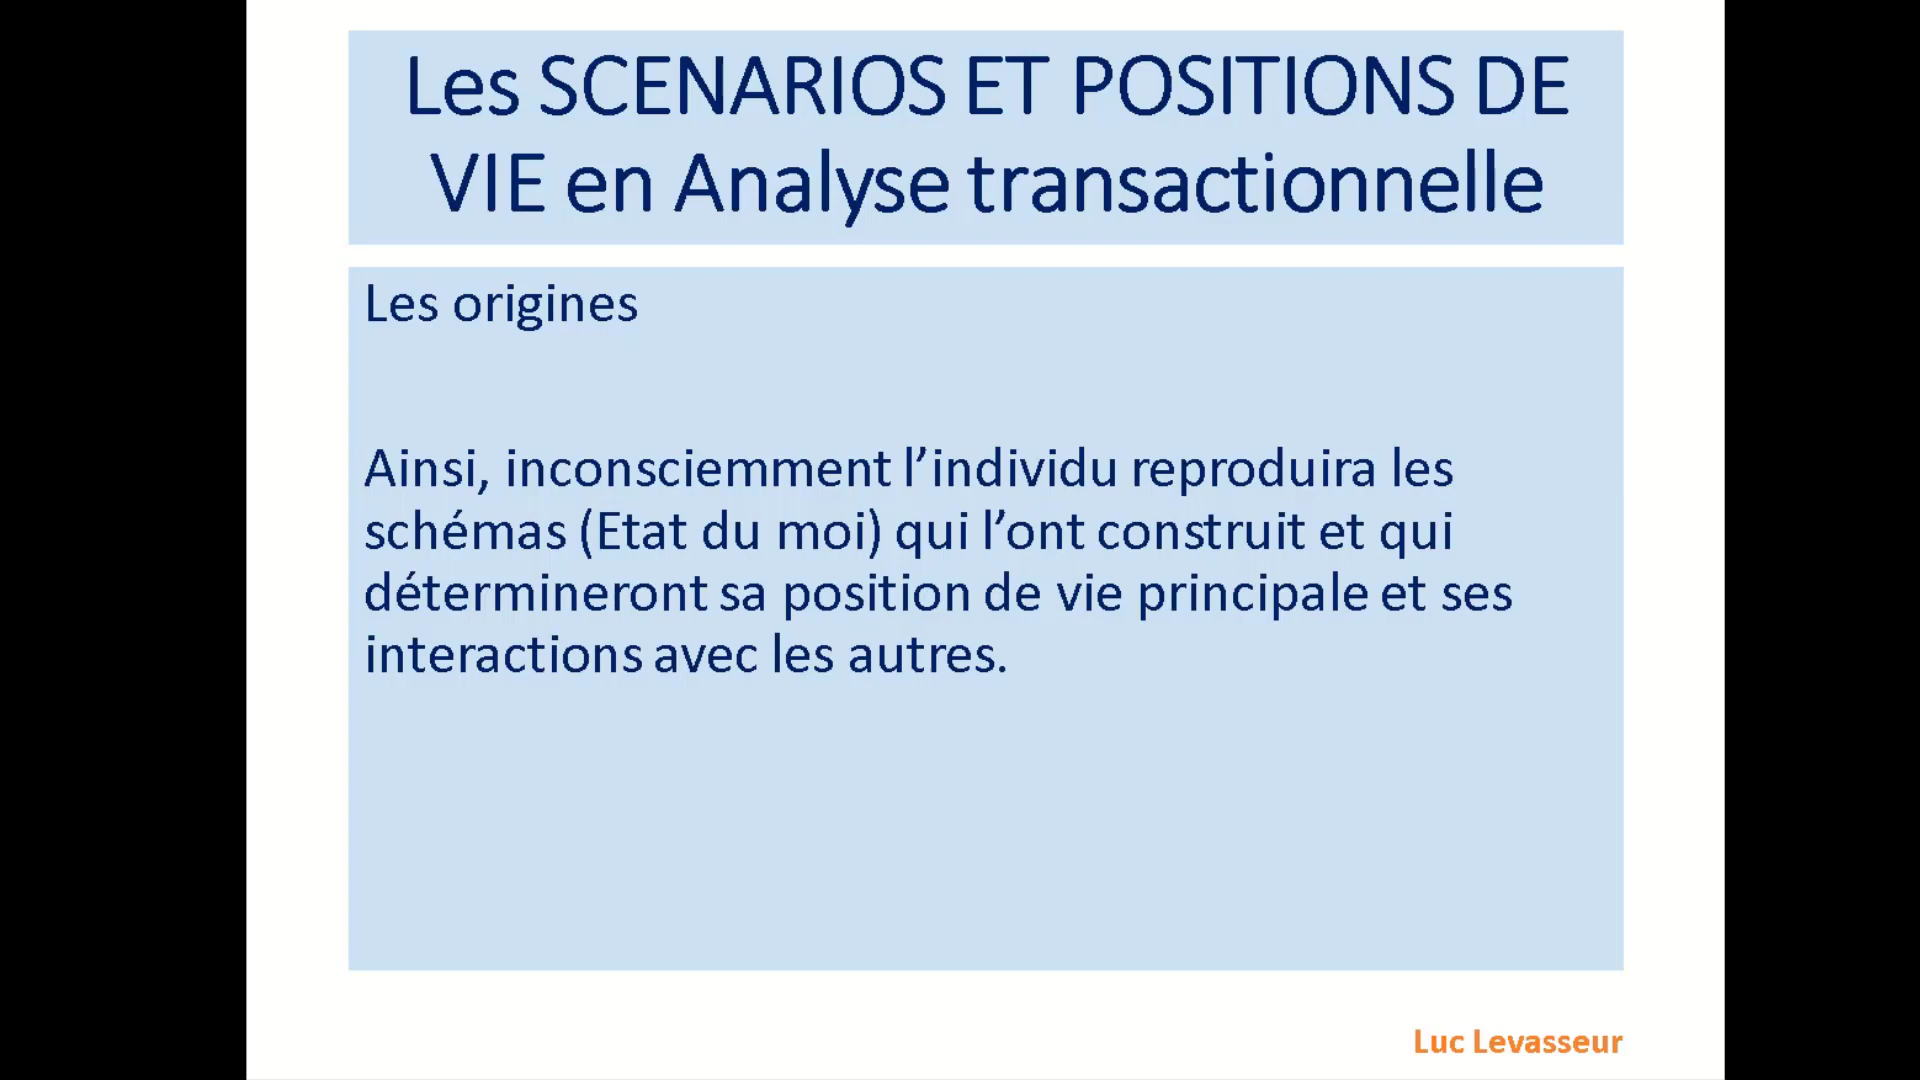 Les SCENARIOS ET POSITIONS DE
VIE en Analyse transactionnelle
Les origines
Ainsi, inconsciemment l’individu reproduira les
schémas (Etat du moi) qui l’ont construit et qui
détermineront sa position de vie principale et ses
interactions avec les autres.
Luc Levasseur